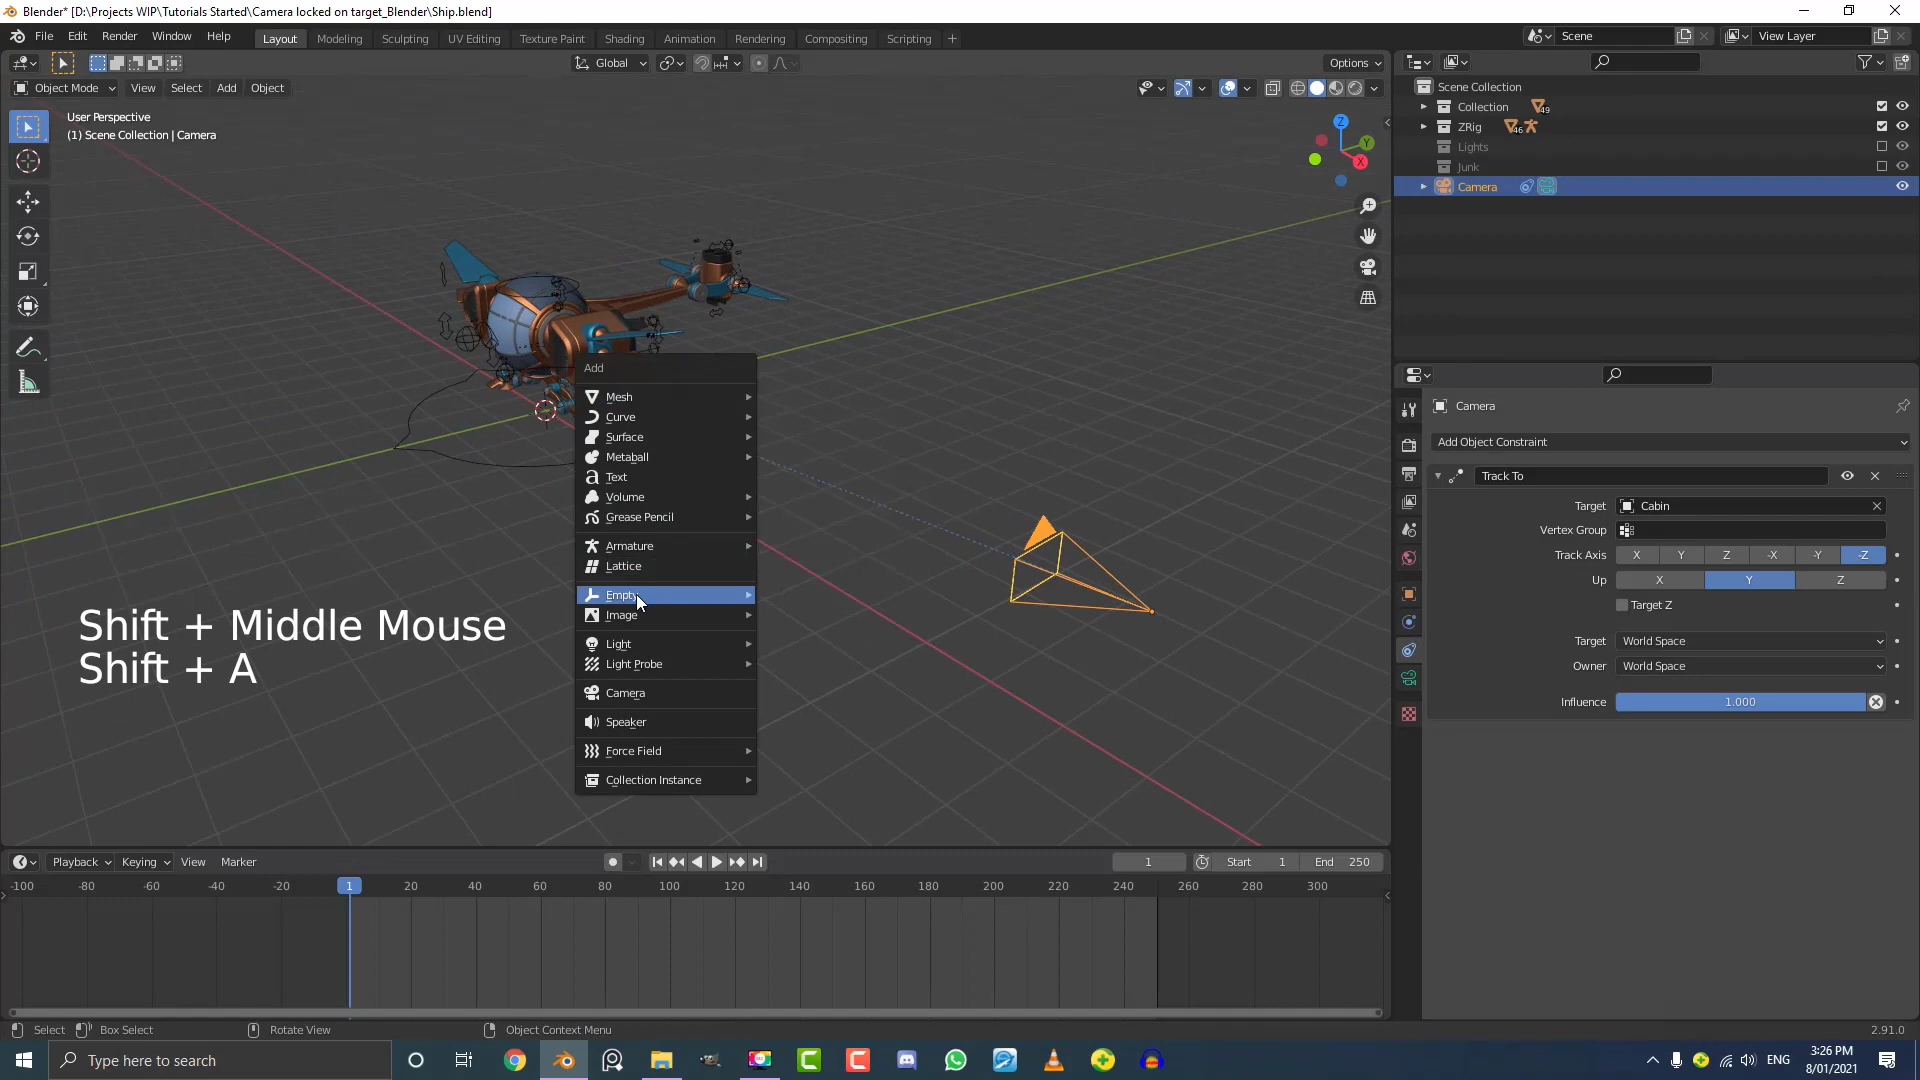 Blender* [D:\Projects WIP\Tutorials Started\Camera locked on target_Blender\Ship.blend]
File Edit Render Window Help
Layout Modeling Sculpting UV Editing Texture Paint Shading Animation Rendering Compositing Scripting +
Scene
View Layer
Global
Options
Object Mode View Select Add Object
User Perspective
(1) Scene Collection | Camera
Z
Y
X
Scene Collection
Collection 49
ZRig 46
Lights
Junk
Camera
Add
Mesh
Curve
Surface
Metaball
Text
Volume
Grease Pencil
Armature
Lattice
Empty
Image
Light
Light Probe
Camera
Speaker
Force Field
Collection Instance
Shift + Middle Mouse
Shift + A
Camera
Add Object Constraint
Track To
Target Cabin
Vertex Group
Track Axis X Y Z -X -Y -Z
Up X Y Z
Target Z
Target World Space
Owner World Space
Influence 1.000
Playback Keying View Marker
1 Start 1 End 250
-100 -80 -60 -40 -20 1 20 40 60 80 100 120 140 160 180 200 220 240 260 280 300
Select Box Select Rotate View Object Context Menu 2.91.0
Type here to search
ENG
3:26 PM
8/01/2021